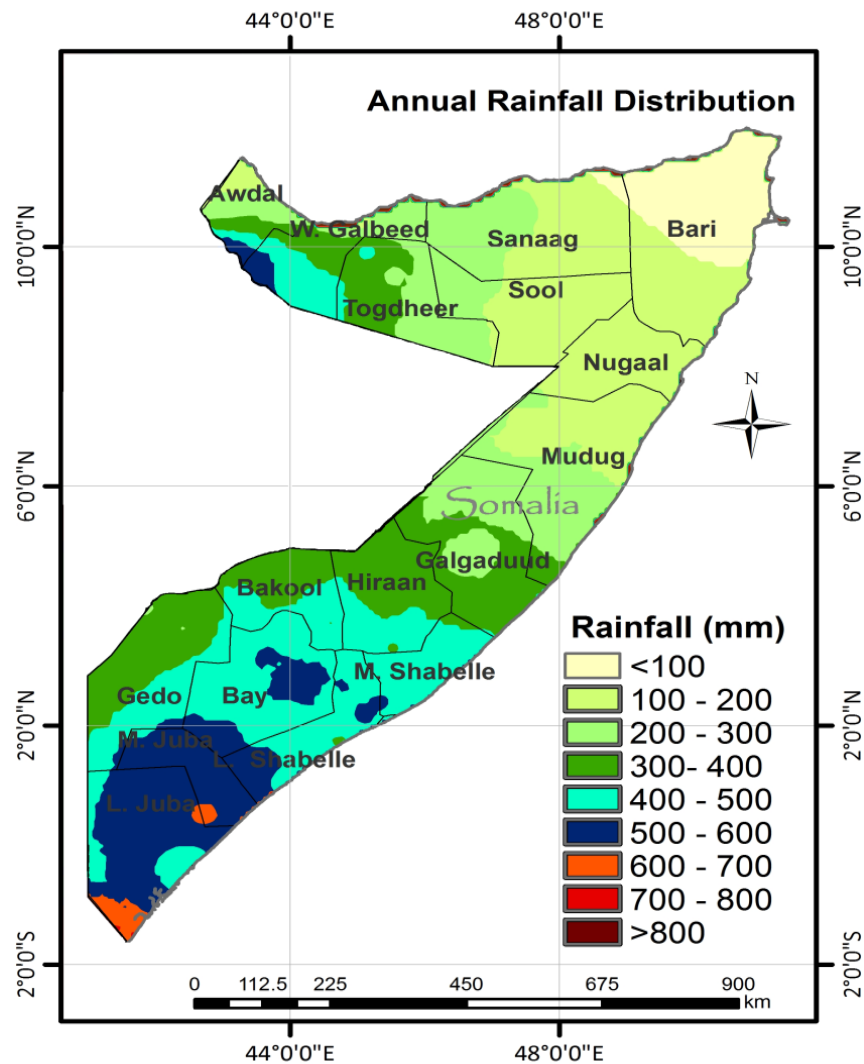 44°0'0"E 48°0'0"E
Annual Rainfall Distribution
Awdal
W. Galbeed
Sanaag
Bari
10°0'0"N 10°0'0"N
Togdheer
Sool
Nugaal
N
Mudug
6°0'0"N 6°0'0"N
Somalia
Galgaduud
Hiraan
Bakool
M. Shabelle
Gedo
Bay
2°0'0"N 2°0'0"N
M. Juba
L. Shabelle
L. Juba
Rainfall (mm)
<100
100 - 200
200 - 300
300- 400
400 - 500
500 - 600
600 - 700
700 - 800
>800
2°0'0"S 2°0'0"S
0 112.5 225 450 675 900
km
44°0'0"E 48°0'0"E